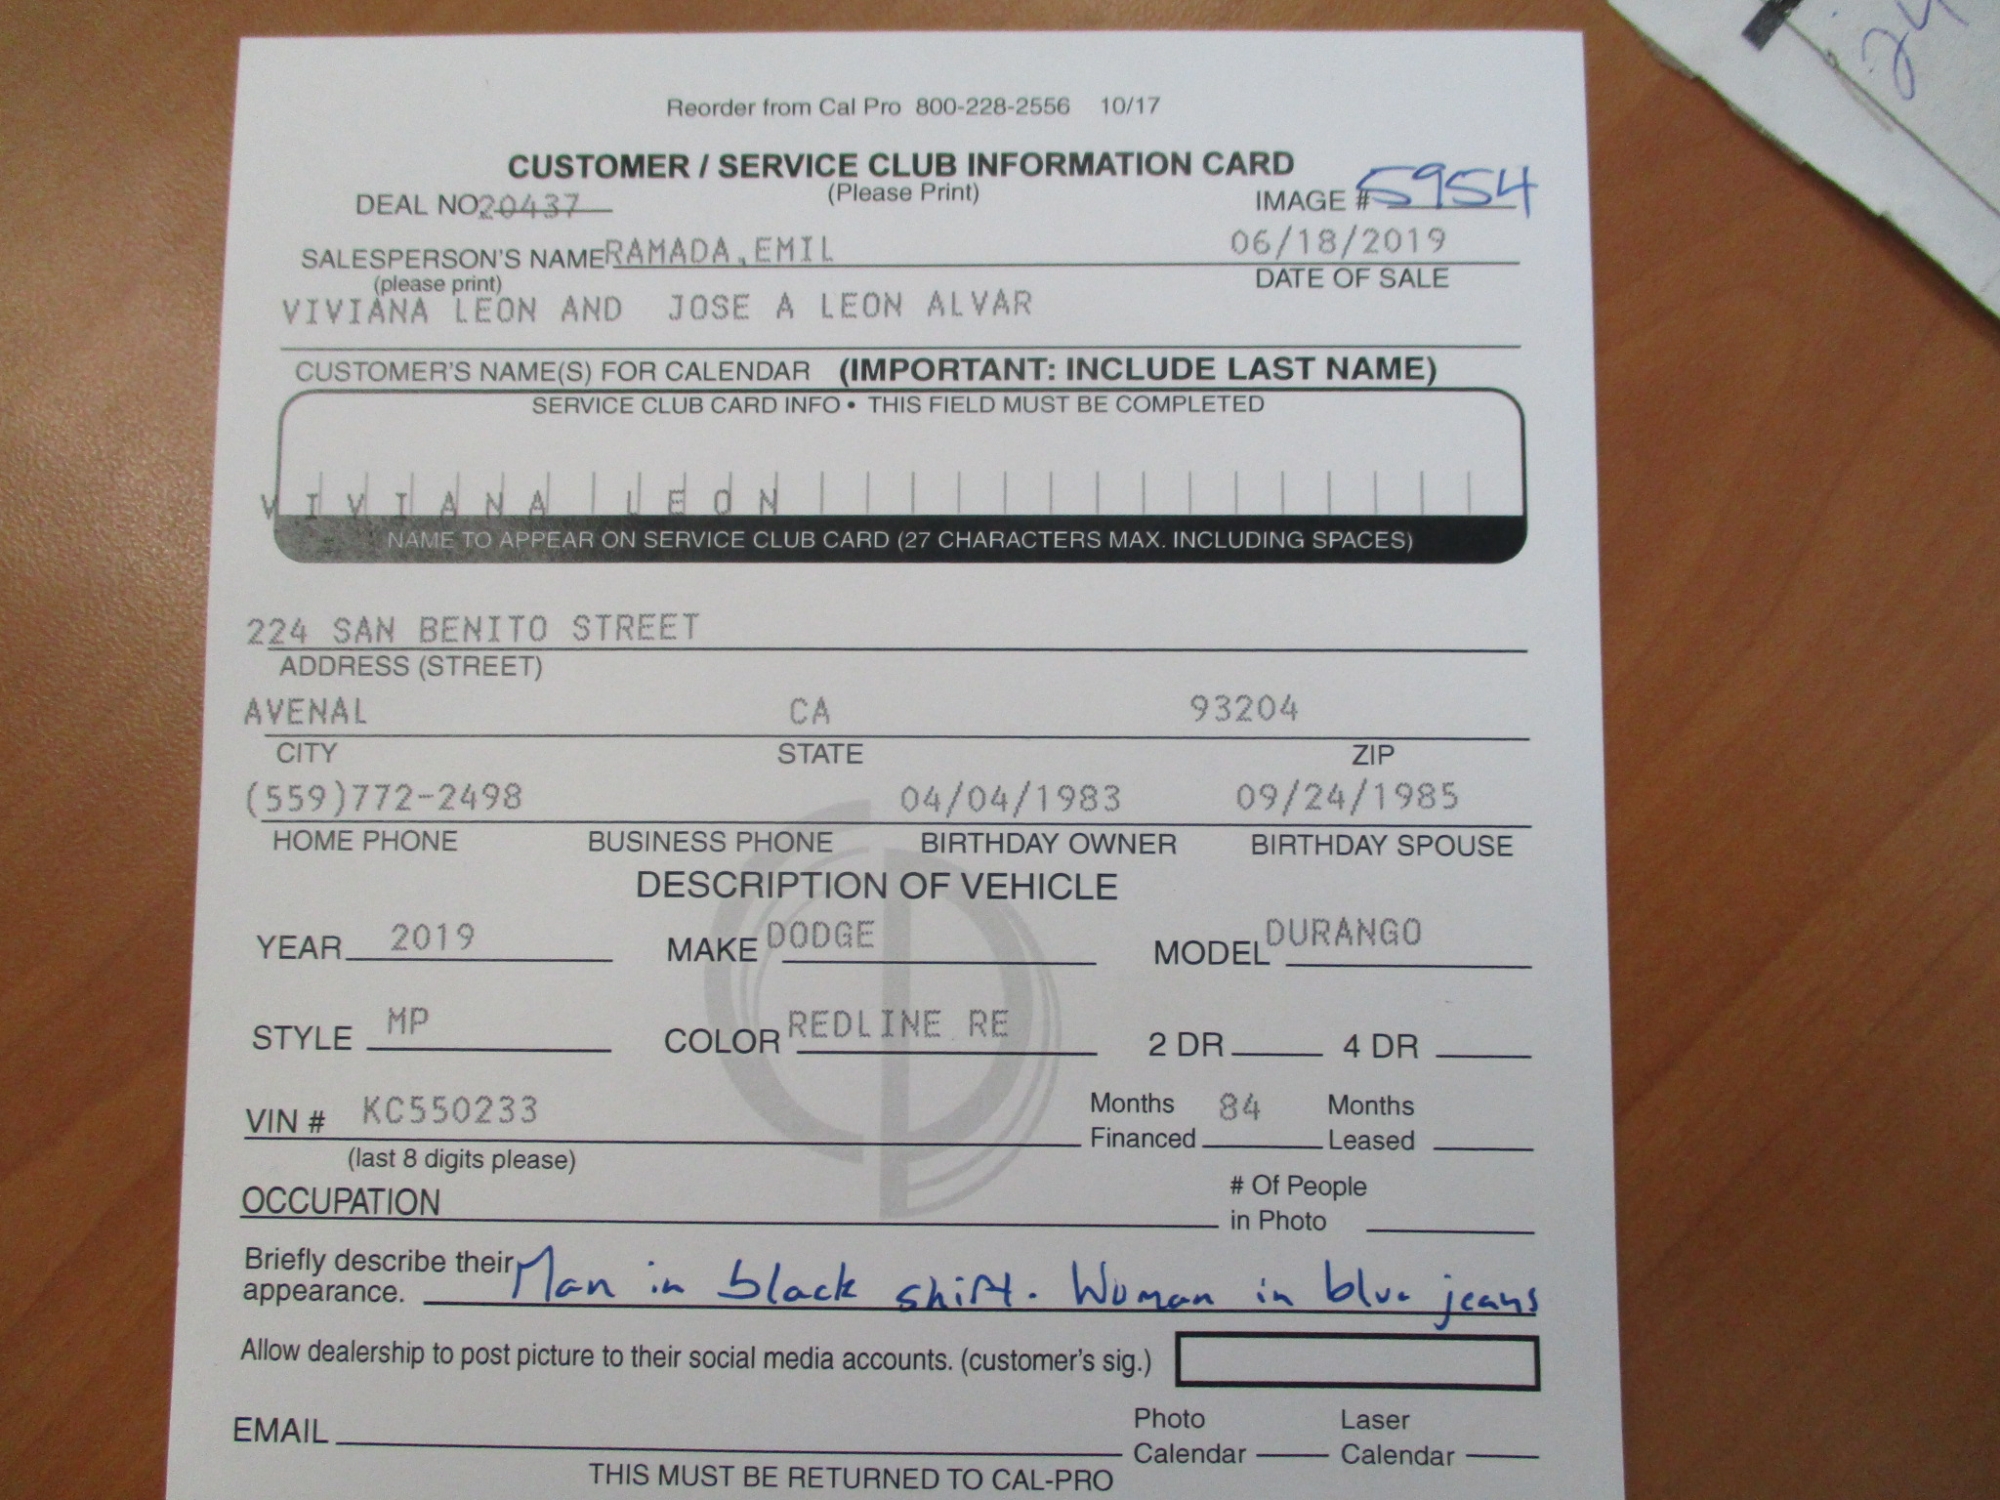 Reorder from Cal Pro 800-228-2556 10/17
CUSTOMER / SERVICE CLUB INFORMATION CARD
(Please Print)
DEAL NO 20437 IMAGE # 5954
SALESPERSON'S NAME RAMADA, EMIL 06/18/2019
(please print) DATE OF SALE
VIVIANA LEON AND JOSE A LEON ALVAR
CUSTOMER'S NAME(S) FOR CALENDAR (IMPORTANT: INCLUDE LAST NAME)
SERVICE CLUB CARD INFO • THIS FIELD MUST BE COMPLETED
VIVIANA LEON
NAME TO APPEAR ON SERVICE CLUB CARD (27 CHARACTERS MAX. INCLUDING SPACES)
224 SAN BENITO STREET
ADDRESS (STREET)
AVENAL CA 93204
CITY STATE ZIP
(559)772-2498 04/04/1983 09/24/1985
HOME PHONE BUSINESS PHONE BIRTHDAY OWNER BIRTHDAY SPOUSE
DESCRIPTION OF VEHICLE
YEAR 2019 MAKE DODGE MODEL DURANGO
STYLE MP COLOR REDLINE RE 2 DR 4 DR
VIN # KC550233 Months Financed 84 Months Leased
(last 8 digits please)
OCCUPATION # Of People in Photo
Briefly describe their appearance. Man in black shirt. Woman in blue jeans
Allow dealership to post picture to their social media accounts. (customer's sig.)
EMAIL Photo Calendar Laser Calendar
THIS MUST BE RETURNED TO CAL-PRO